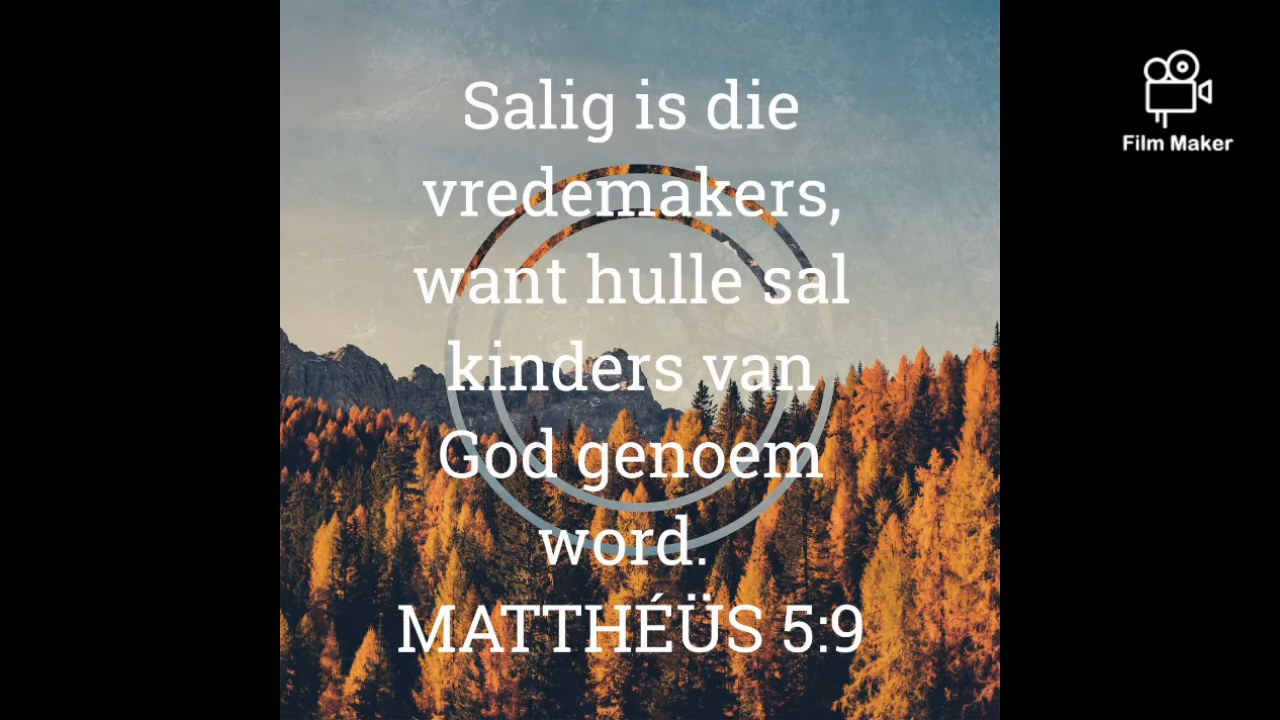 Salig is die
vredemakers,
want hulle sal
kinders van
God genoem
word.
MATTHÉÜS 5:9
Film Maker